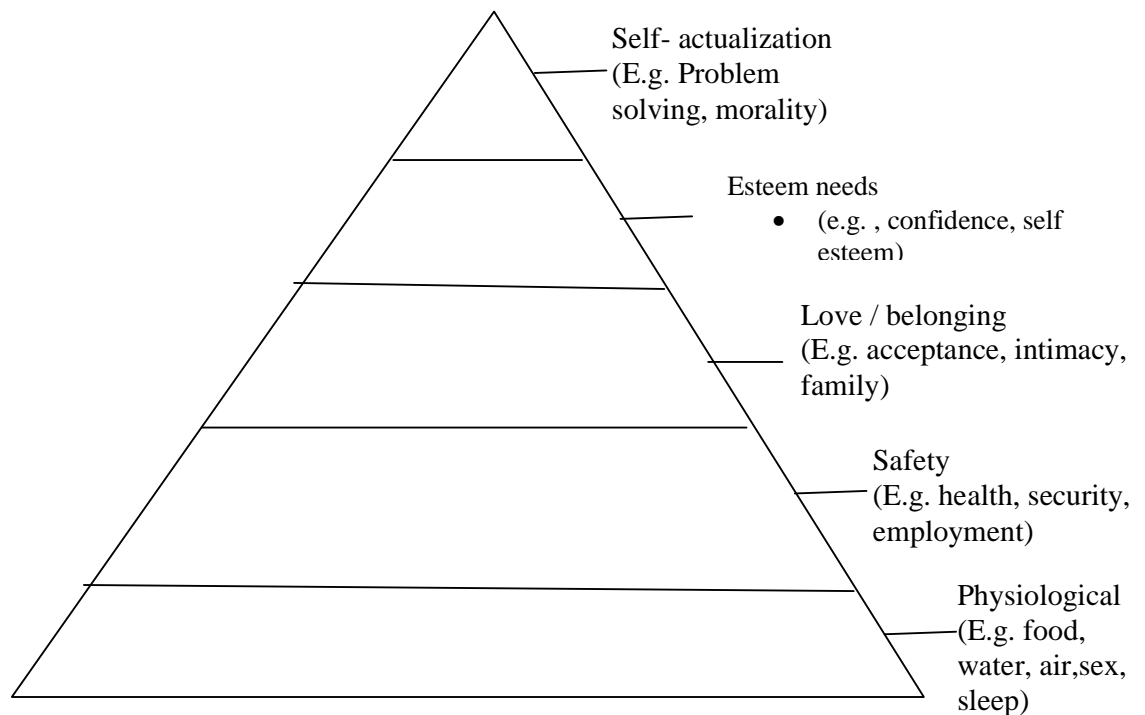 Self- actualization
(E.g. Problem
solving, morality)
Esteem needs
• (e.g. , confidence, self
esteem)
Love / belonging
(E.g. acceptance, intimacy,
family)
Safety
(E.g. health, security,
employment)
Physiological
(E.g. food,
water, air,sex,
sleep)